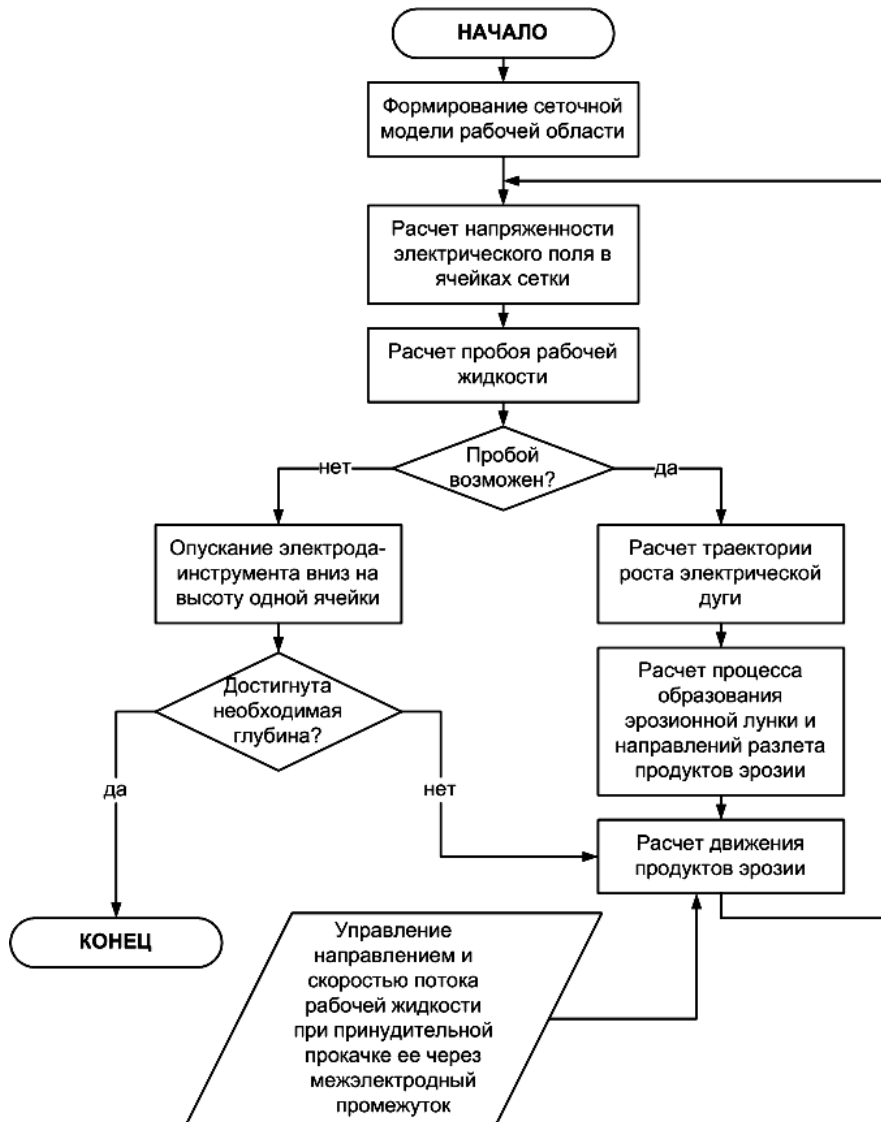 НАЧАЛО
Формирование сеточной
модели рабочей области
Расчет напряженности
электрического поля в
ячейках сетки
Расчет пробоя рабочей
жидкости
Пробой
возможен?
нет
да
Опускание электрода-
инструмента вниз на
высоту одной ячейки
Расчет траектории
роста электрической
дуги
Достигнута
необходимая
глубина?
Расчет процесса
образования
эрозионной лунки и
направлений разлета
продуктов эрозии
да
нет
Расчет движения
продуктов эрозии
КОНЕЦ
Управление
направлением и
скоростью потока
рабочей жидкости
при принудительной
прокачке ее через
межэлектродный
промежуток